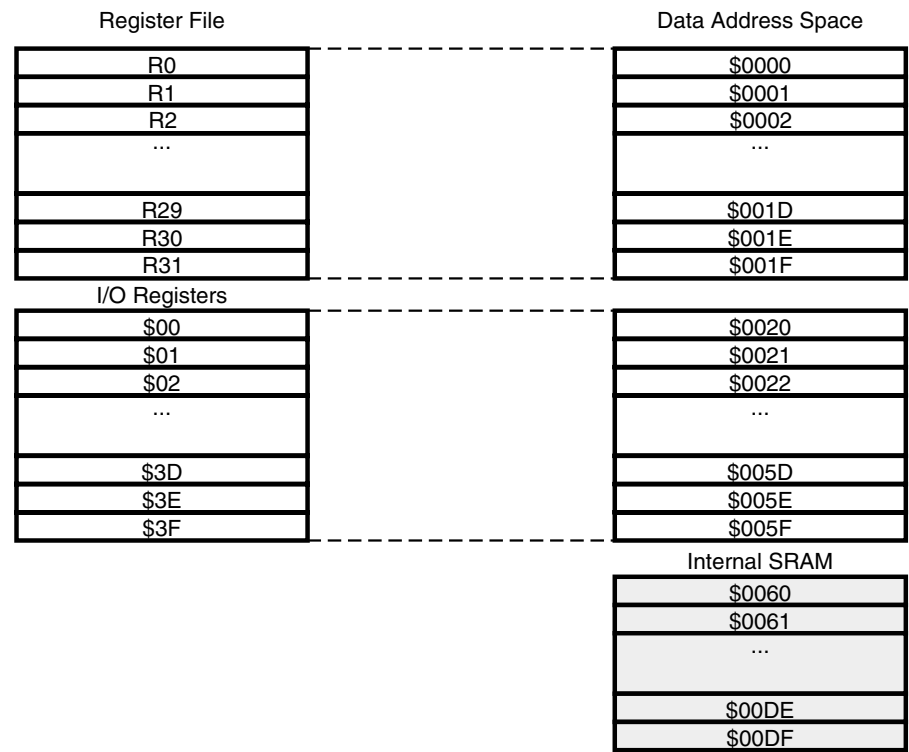 Register File Data Address Space
R0 $0000
R1 $0001
R2 $0002
... ...
R29 $001D
R30 $001E
R31 $001F
I/O Registers
$00 $0020
$01 $0021
$02 $0022
... ...
$3D $005D
$3E $005E
$3F $005F
Internal SRAM
$0060
$0061
...
$00DE
$00DF